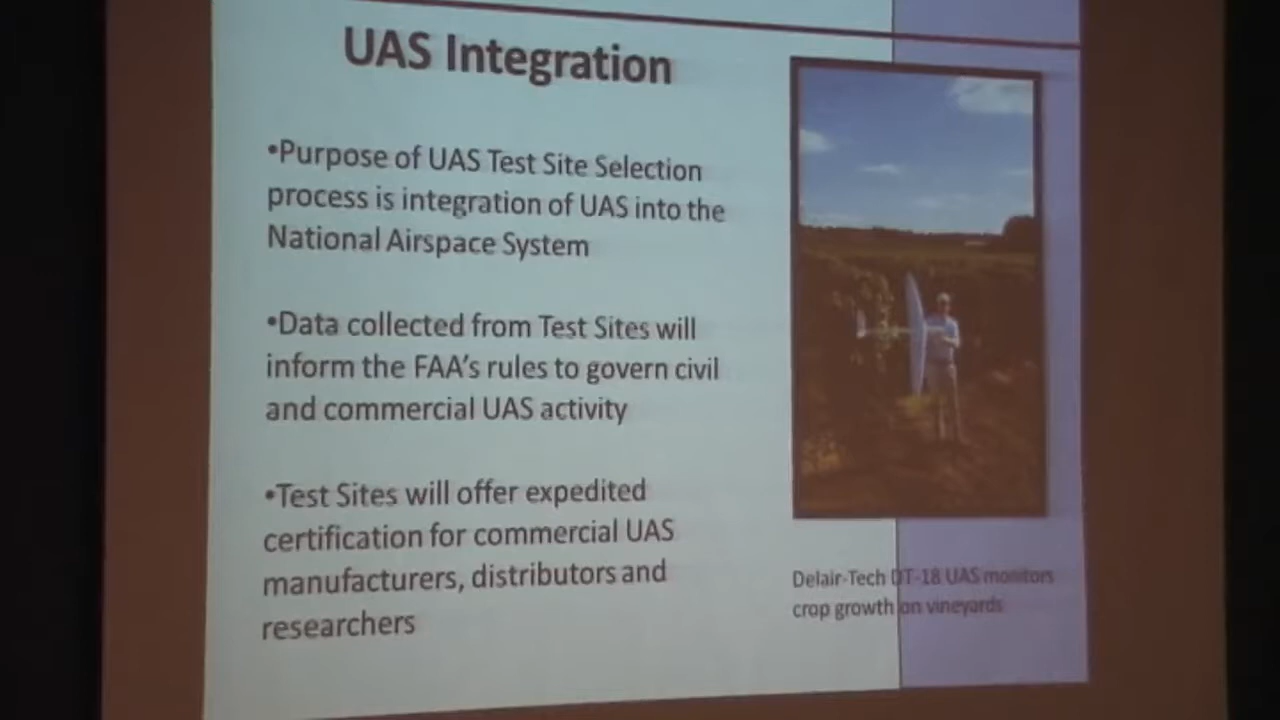 UAS Integration
•Purpose of UAS Test Site Selection
process is integration of UAS into the
National Airspace System
•Data collected from Test Sites will
inform the FAA's rules to govern civil
and commercial UAS activity
•Test Sites will offer expedited
certification for commercial UAS
manufacturers, distributors and
researchers
Delair-Tech DT-18 UAS monitors
crop growth on vineyards